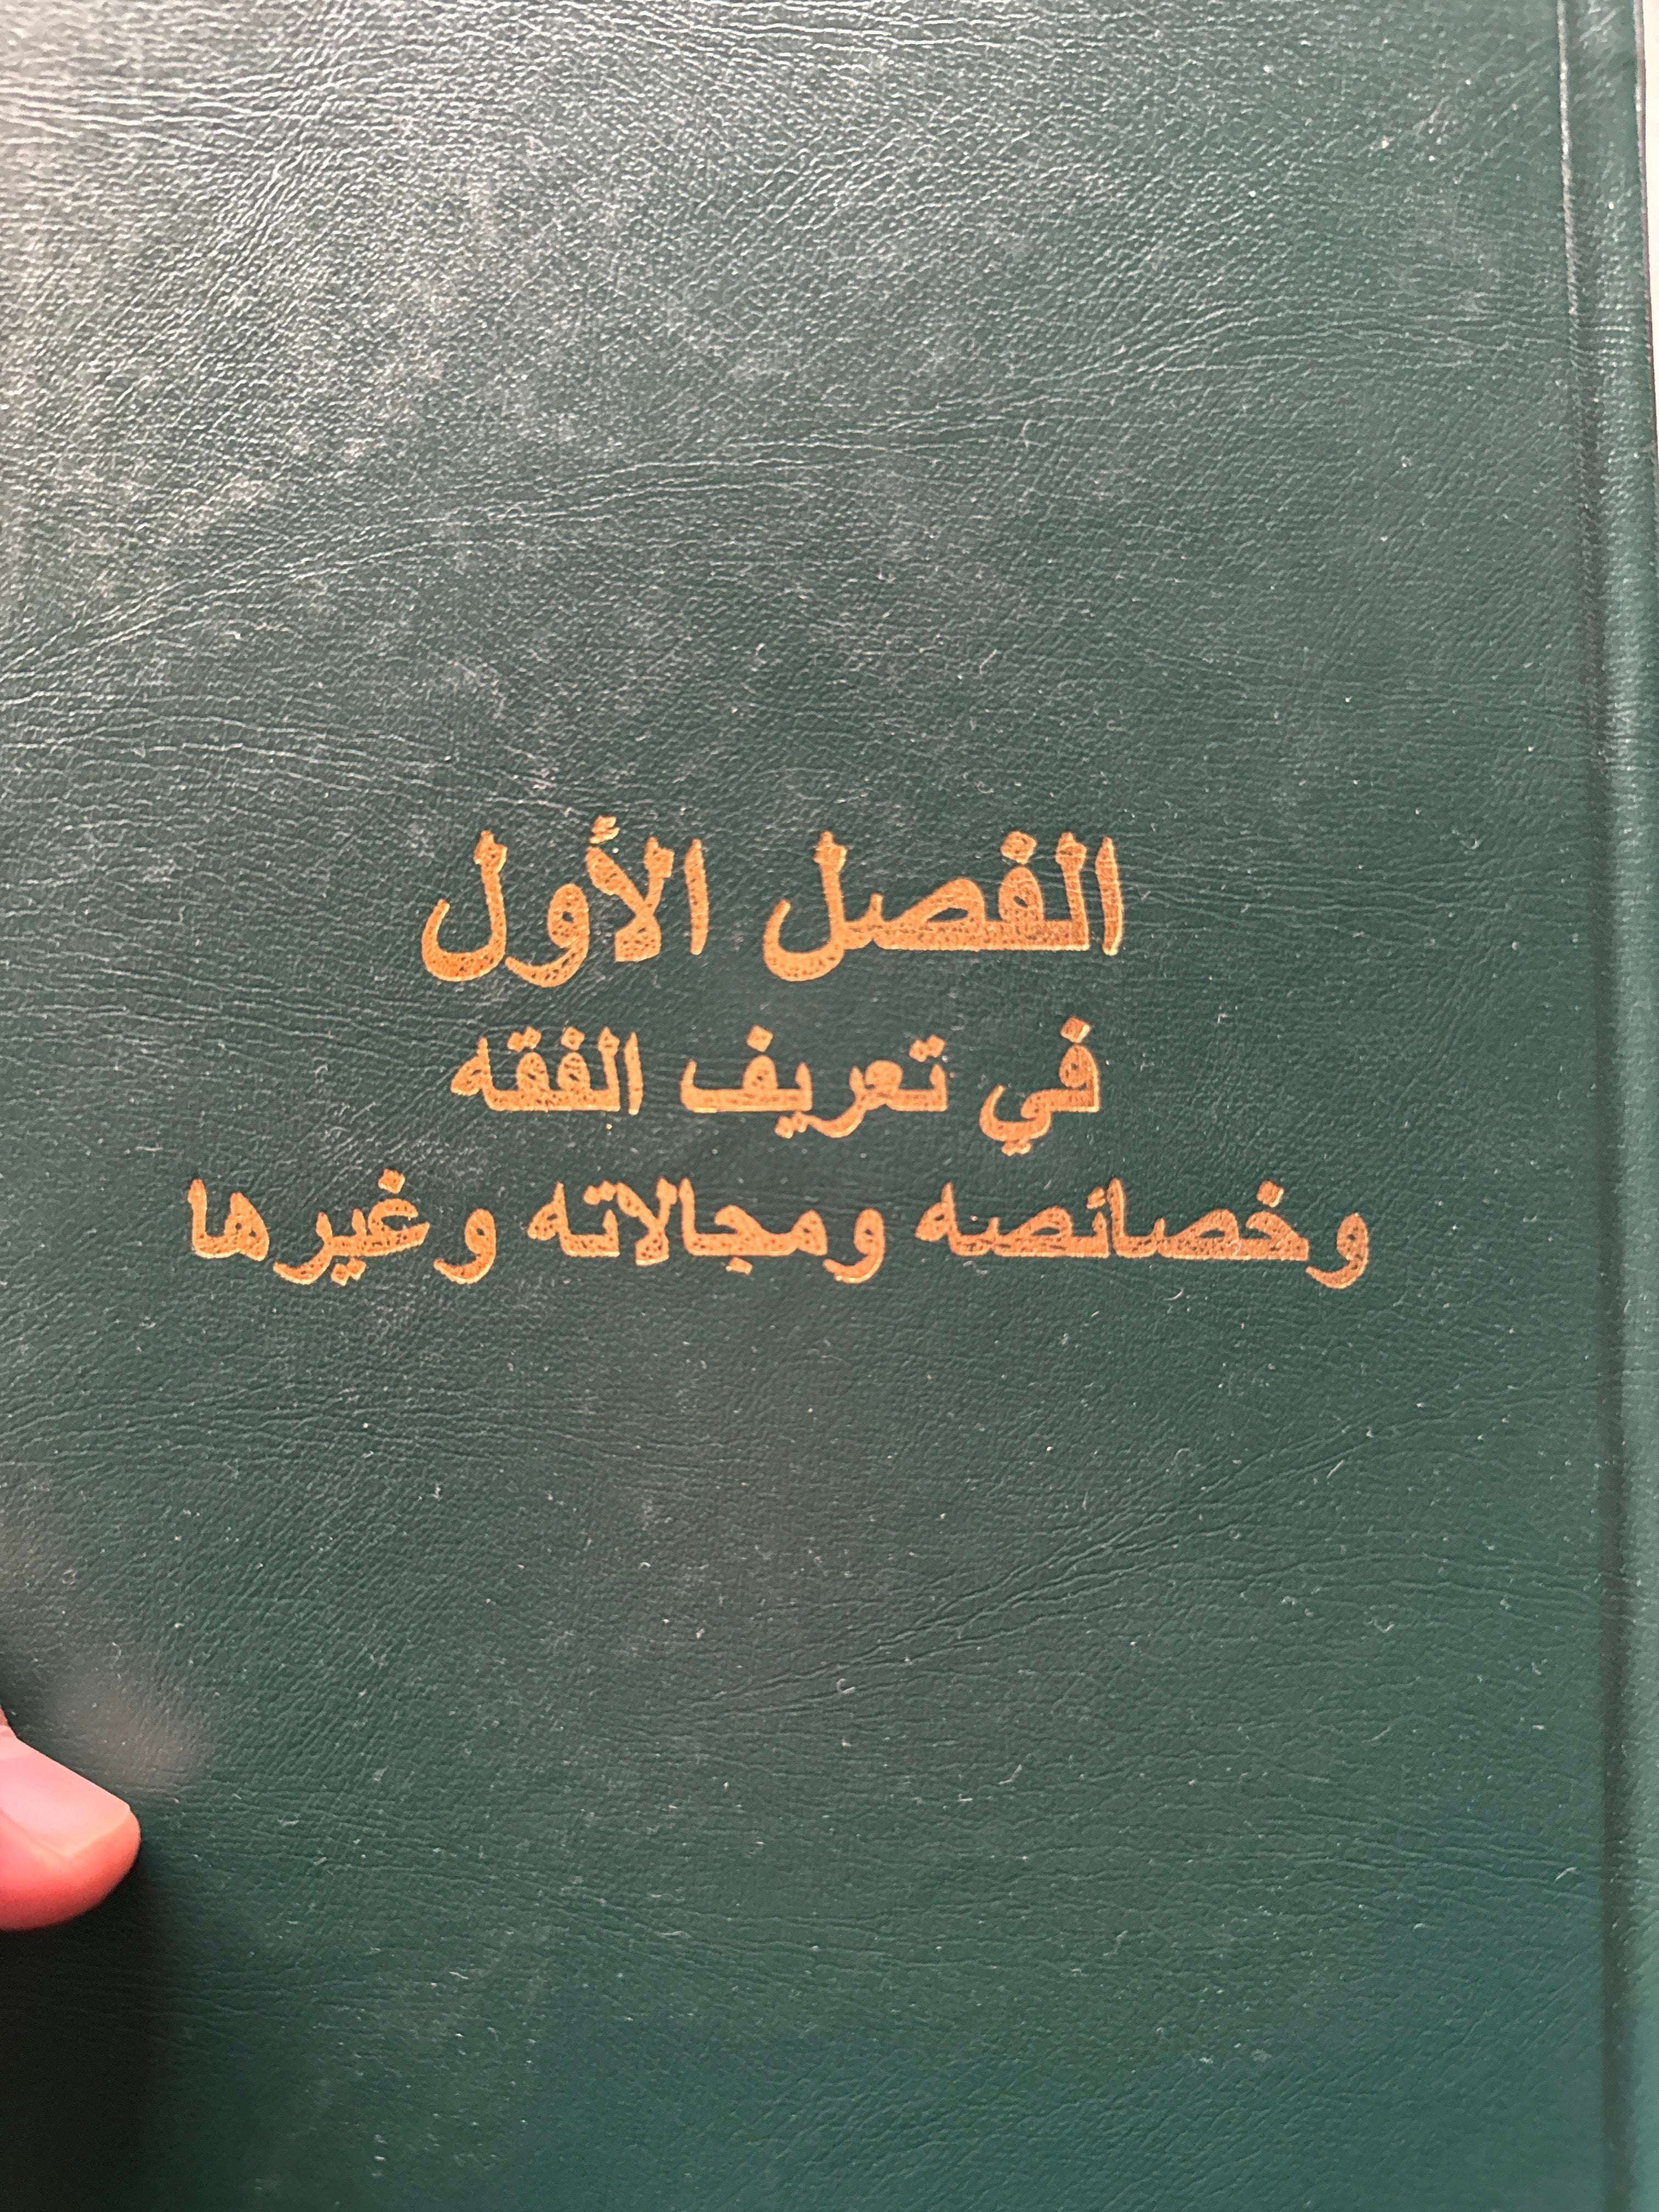 الفصل الأول
في تعريف الفقه
وخصائصه ومجالاته وغيرها